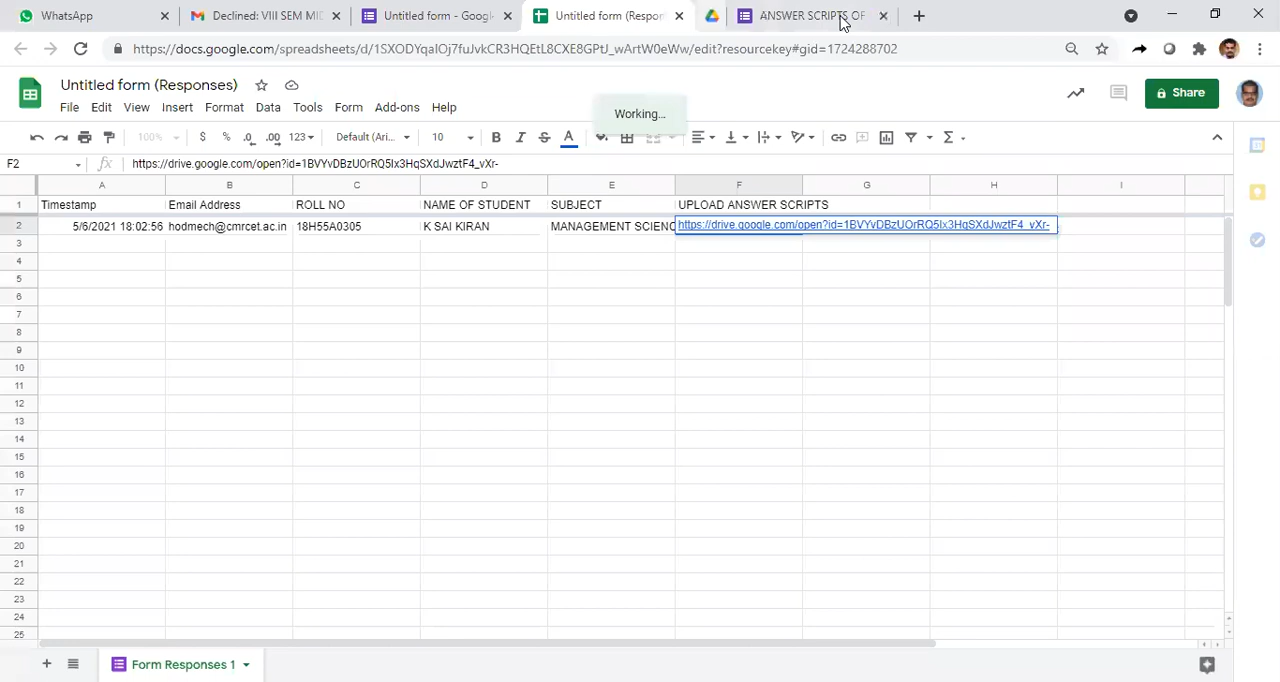 WhatsApp
Declined: VIII SEM MID
Untitled form - Googl
Untitled form (Respon
ANSWER SCRIPTS OF
https://docs.google.com/spreadsheets/d/1SXODYqaIOj7fuJvkCR3HQEtL8CXE8GPtJ_wArtW0eWw/edit?resourcekey#gid=1724288702
Untitled form (Responses)
File Edit View Insert Format Data Tools Form Add-ons Help
Working...
Share
100% $ % .0 .00 123 Default (Ari... 10 B I S A
F2 fx https://drive.google.com/open?id=1BVYvDBzUOrRQ5Ix3HqSXdJwztF4_vXr-
A B C D E F G H I
1 Timestamp Email Address ROLL NO NAME OF STUDENT SUBJECT UPLOAD ANSWER SCRIPTS
2 5/6/2021 18:02:56 hodmech@cmrcet.ac.in 18H55A0305 K SAI KIRAN MANAGEMENT SCIENC https://drive.google.com/open?id=1BVYvDBzUOrRQ5Ix3HqSXdJwztF4_vXr-
3
4
5
6
7
8
9
10
11
12
13
14
15
16
17
18
19
20
21
22
23
24
25
Form Responses 1